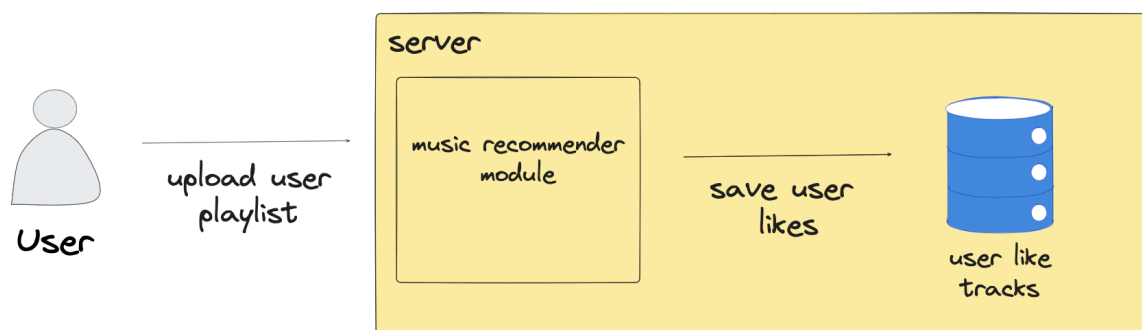 server
music recommender
module
upload user
playlist
User
save user
likes
user like
tracks